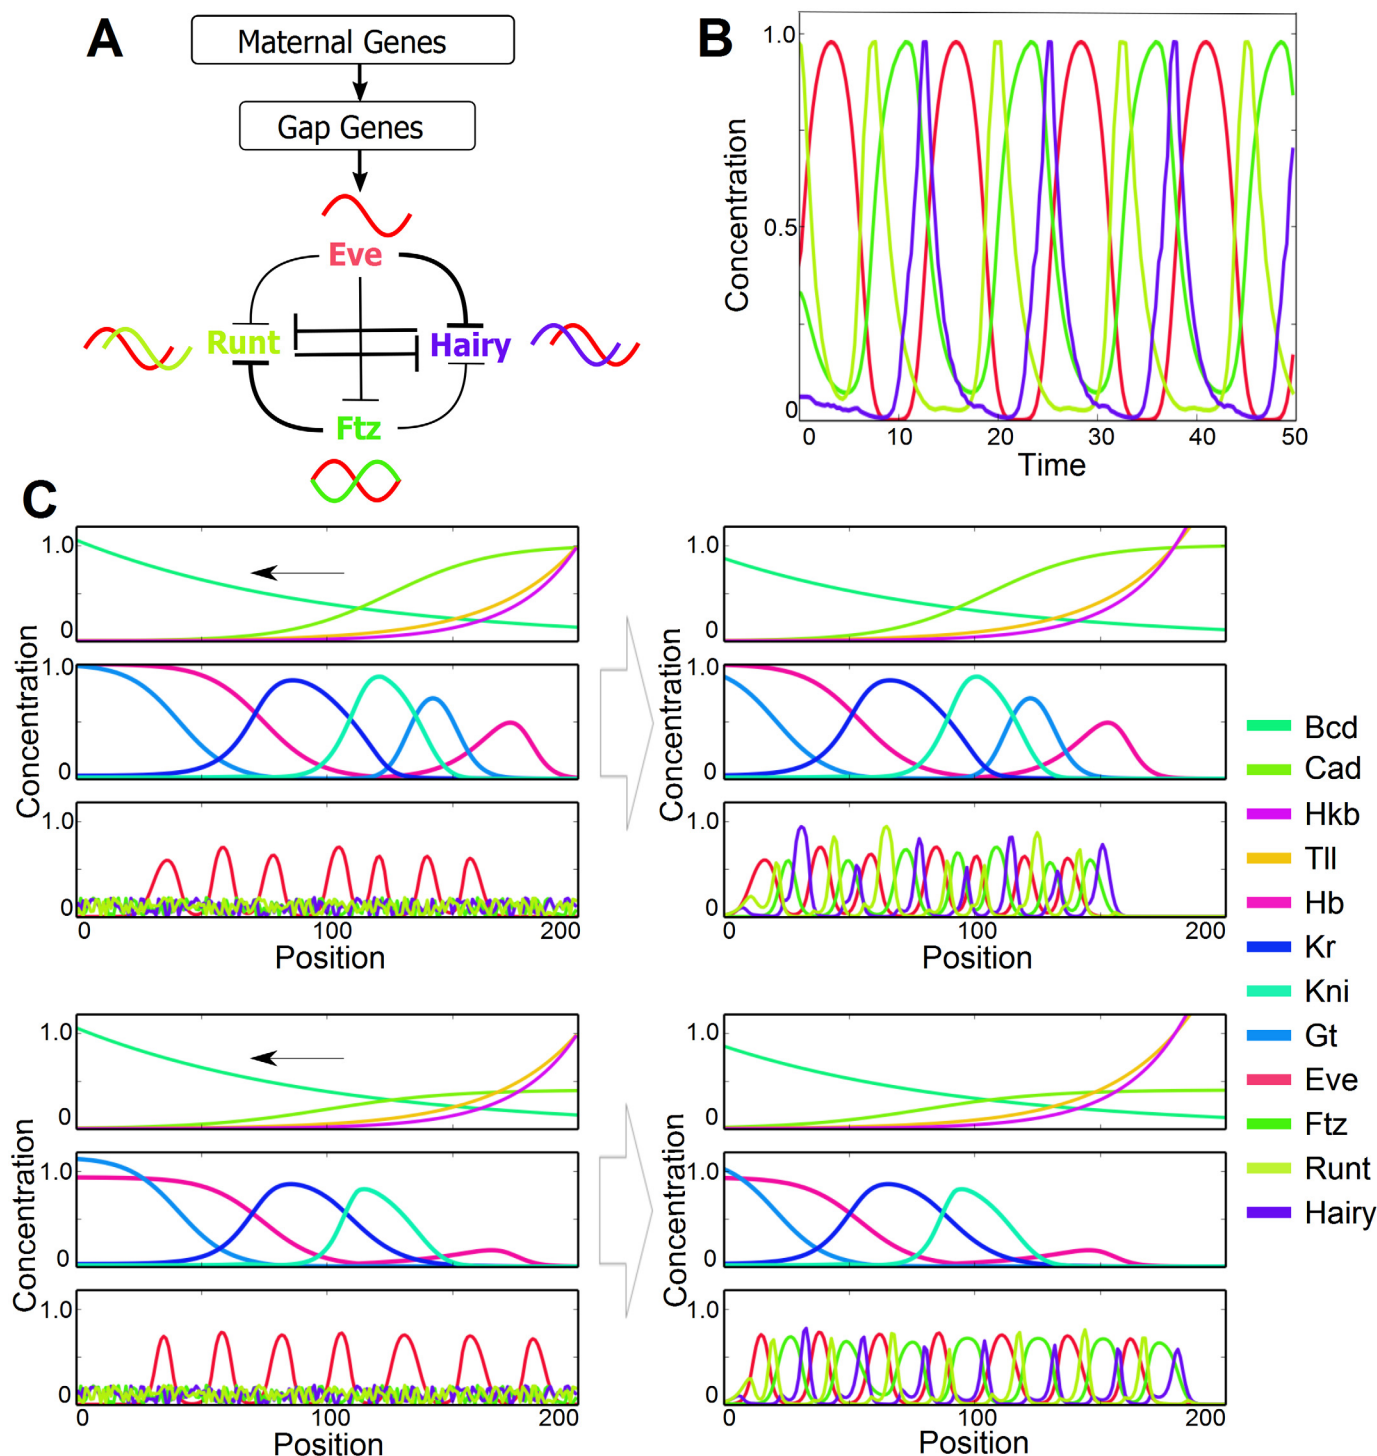 A
Maternal Genes
Gap Genes
Eve
Runt
Hairy
Ftz
B
Concentration
1.0
0.5
0
0 10 20 30 40 50
Time
C
Concentration
1.0
0
1.0
0
1.0
0
0 100 200
Position
Concentration
1.0
0
1.0
0
1.0
0
0 100 200
Position
Concentration
1.0
0
1.0
0
1.0
0
0 100 200
Position
Concentration
1.0
0
1.0
0
1.0
0
0 100 200
Position
Concentration
Concentration
Concentration
Concentration
Bcd
Cad
Hkb
Tll
Hb
Kr
Kni
Gt
Eve
Ftz
Runt
Hairy